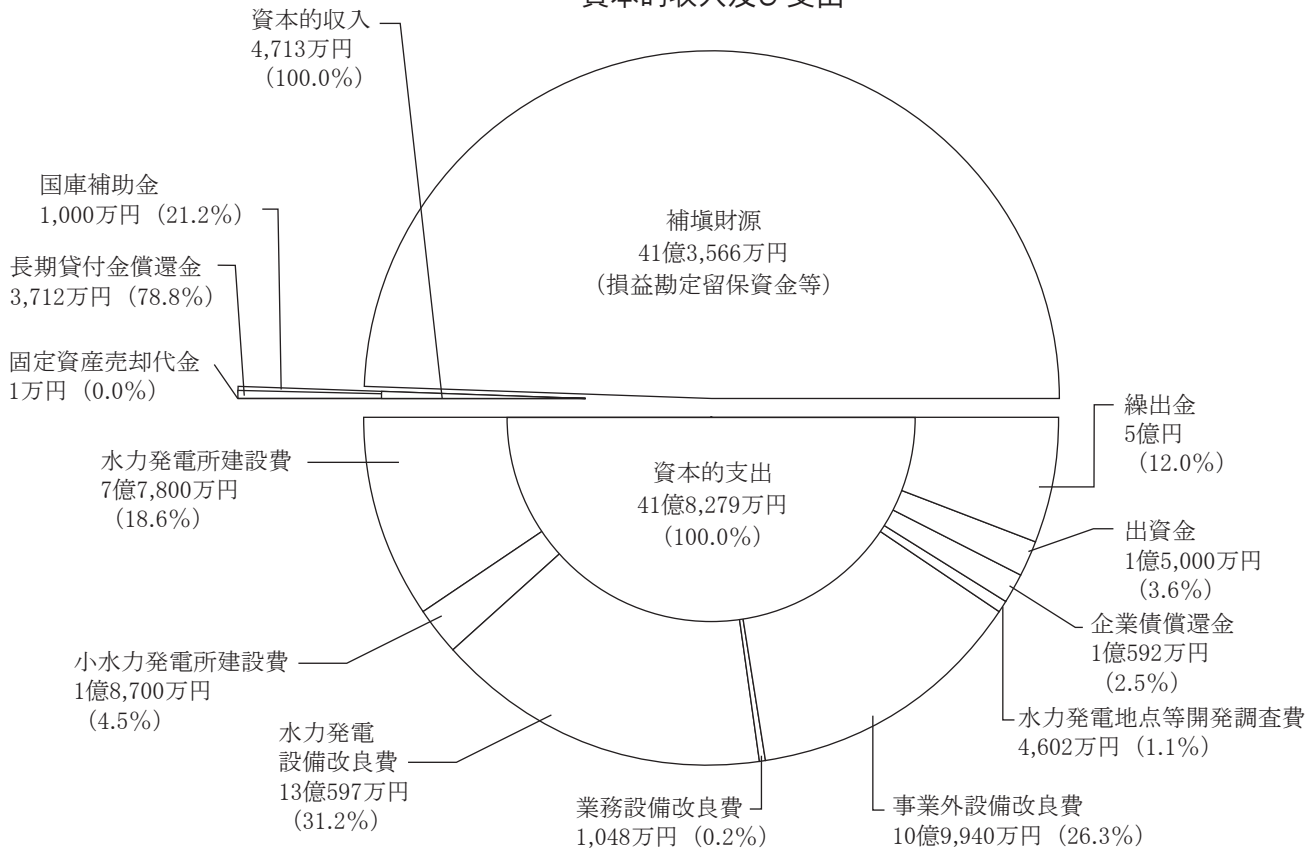 資本的収入及び支出
資本的収入
4,713万円
(100.0%)
国庫補助金
1,000万円 (21.2%)
長期貸付金償還金
3,712万円 (78.8%)
固定資産売却代金
1万円 (0.0%)
補塡財源
41億3,566万円
(損益勘定留保資金等)
資本的支出
41億8,279万円
(100.0%)
繰出金
5億円
(12.0%)
出資金
1億5,000万円
(3.6%)
企業債償還金
1億592万円
(2.5%)
水力発電地点等開発調査費
4,602万円 (1.1%)
事業外設備改良費
10億9,940万円 (26.3%)
業務設備改良費
1,048万円 (0.2%)
水力発電
設備改良費
13億597万円
(31.2%)
小水力発電所建設費
1億8,700万円
(4.5%)
水力発電所建設費
7億7,800万円
(18.6%)